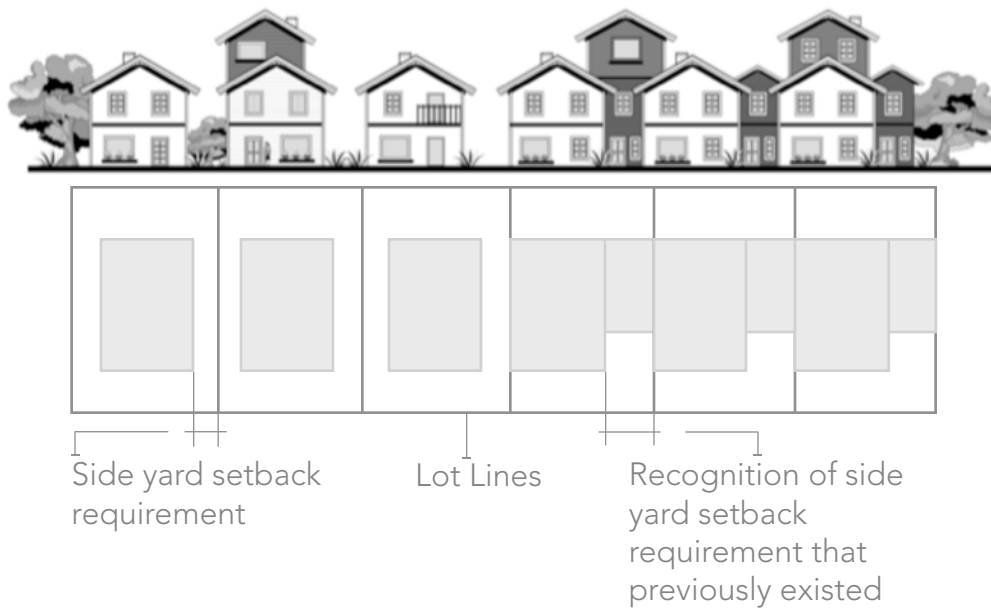 Side yard setback
requirement
Lot Lines
Recognition of side
yard setback
requirement that
previously existed